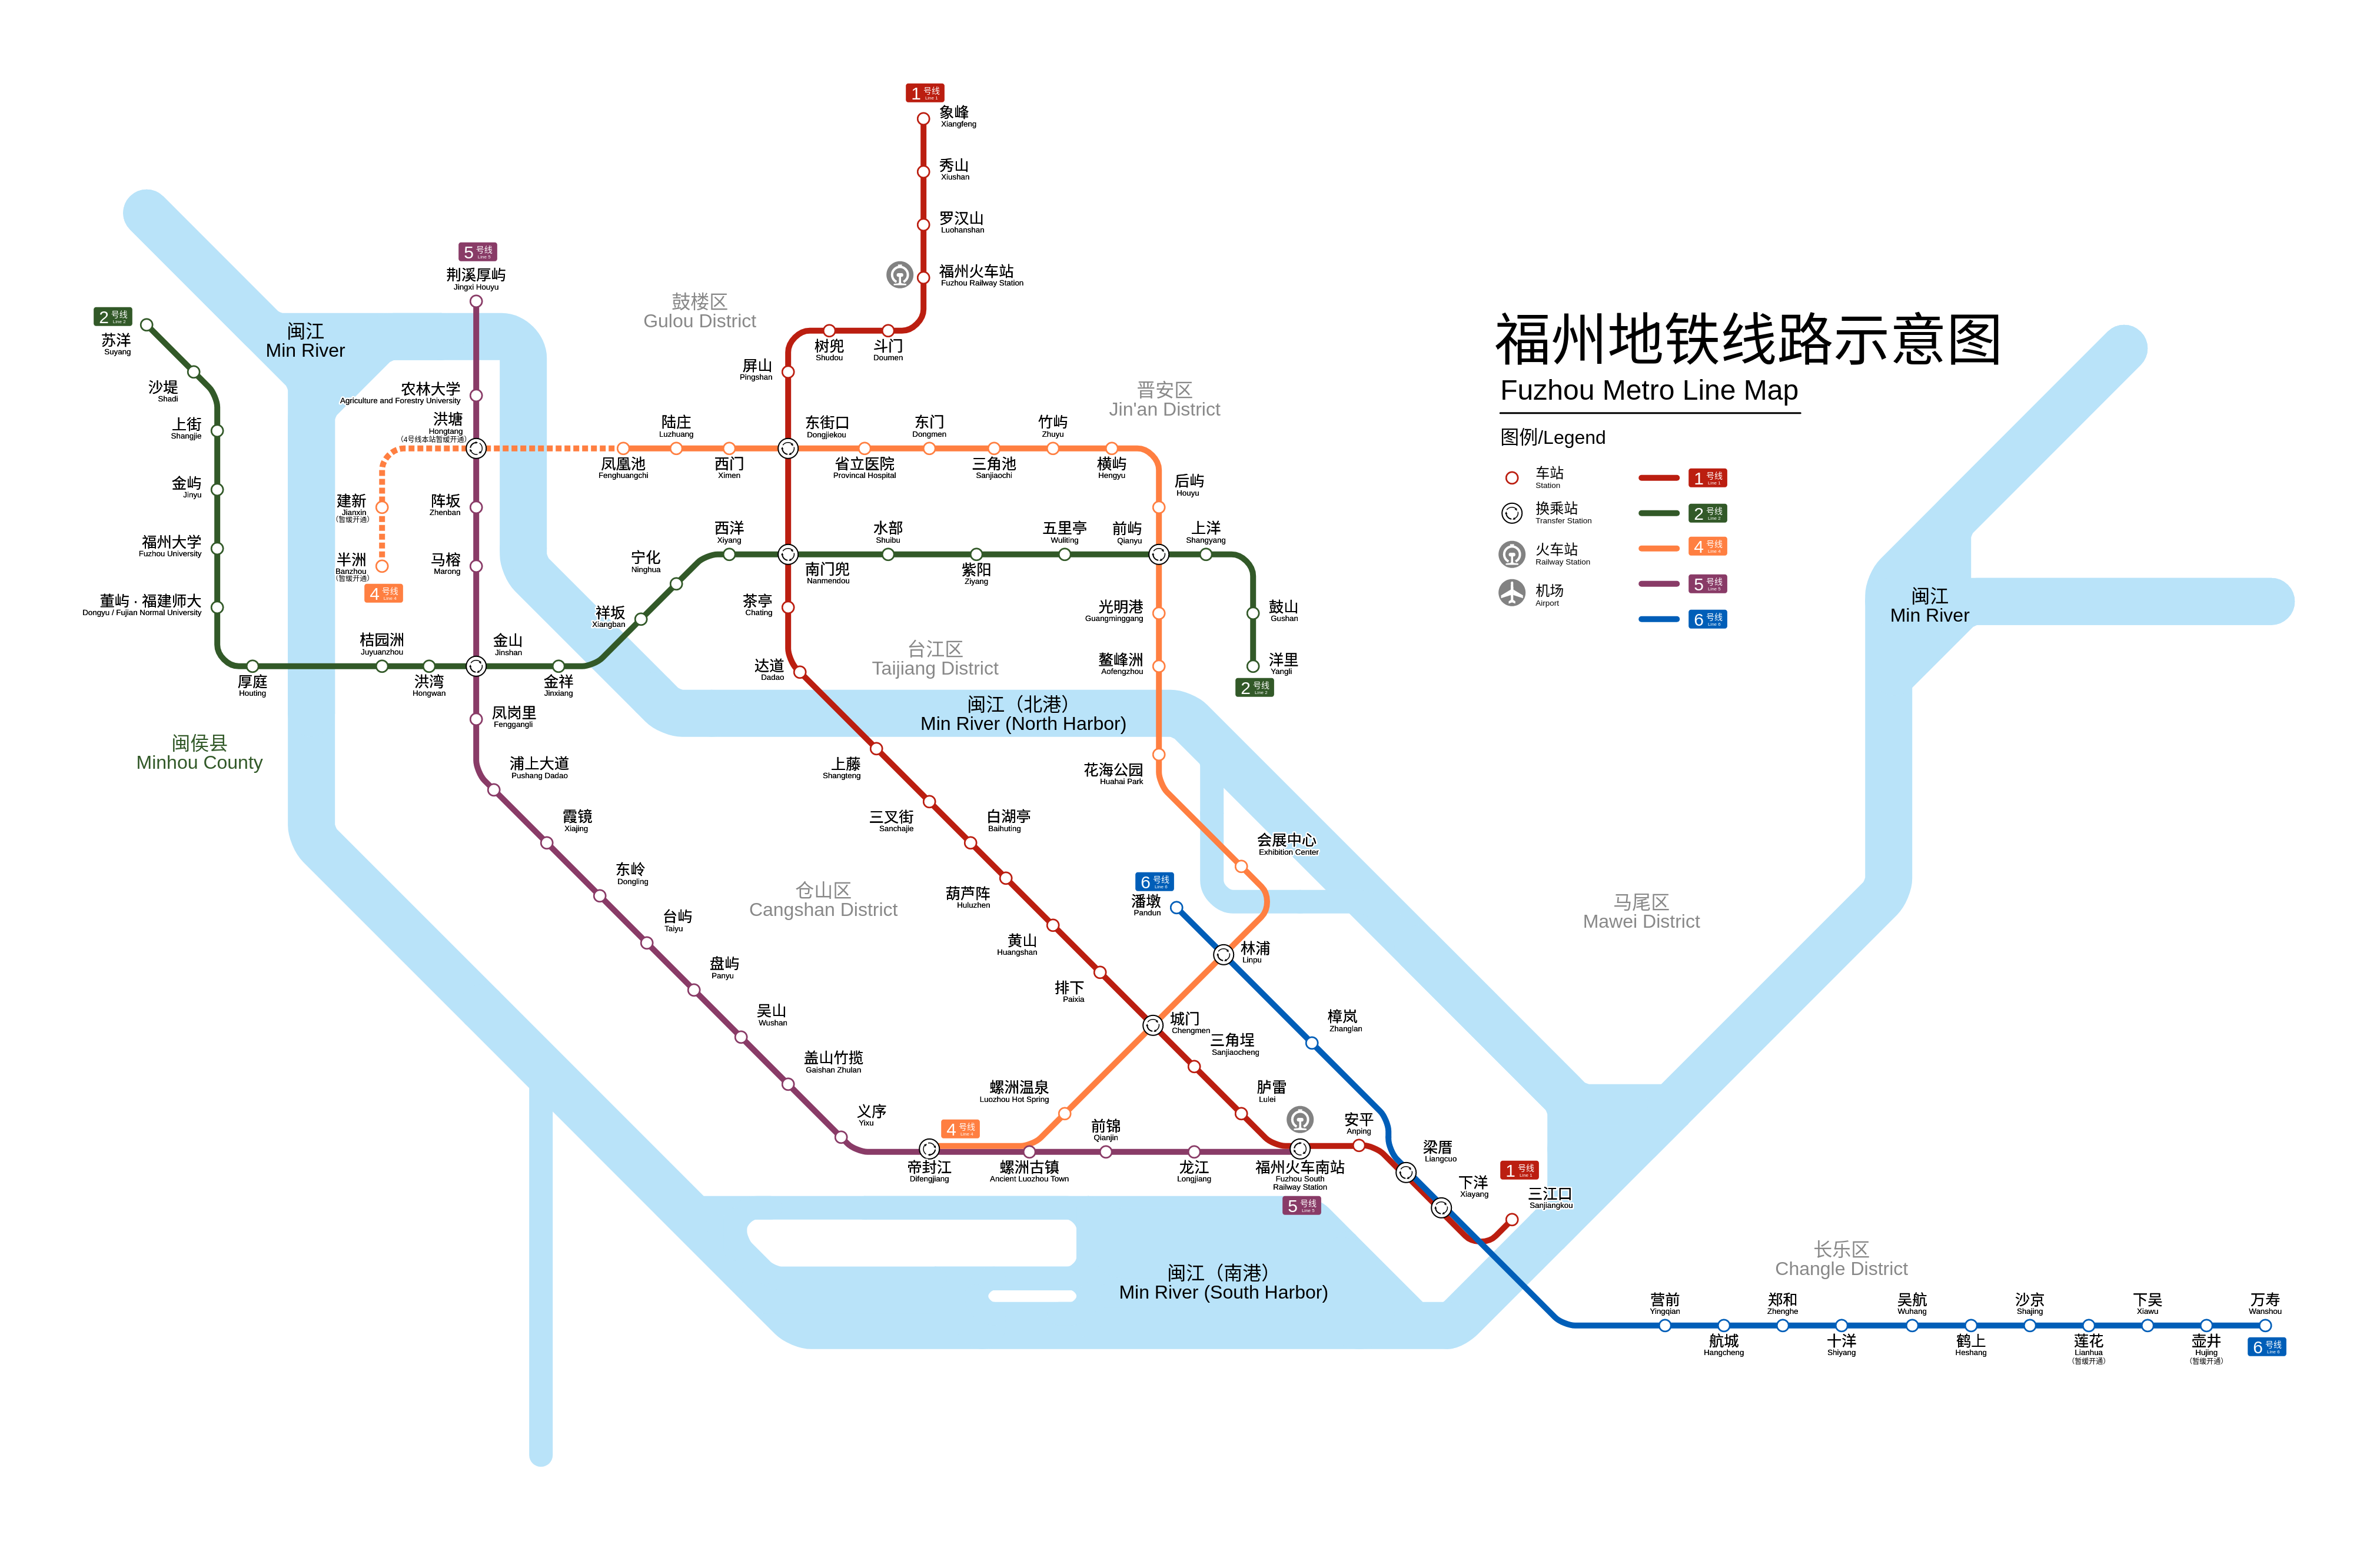 福州地铁线路示意图
Fuzhou Metro Line Map
图例/Legend
车站
Station
换乘站
Transfer Station
火车站
Railway Station
机场
Airport
1 号线
Line 1
2 号线
Line 2
4 号线
Line 4
5 号线
Line 5
6 号线
Line 6
1 号线
Line 1
象峰
Xiangfeng
秀山
Xiushan
罗汉山
Luohanshan
福州火车站
Fuzhou Railway Station
斗门
Doumen
树兜
Shudou
屏山
Pingshan
东街口
Dongjiekou
南门兜
Nanmendou
茶亭
Chating
达道
Dadao
上藤
Shangteng
三叉街
Sanchajie
白湖亭
Baihuting
葫芦阵
Huluzhen
黄山
Huangshan
排下
Paixia
城门
Chengmen
三角埕
Sanjiaocheng
胪雷
Lulei
福州火车南站
Fuzhou South
Railway Station
安平
Anping
梁厝
Liangcuo
下洋
Xiayang
三江口
Sanjiangkou
1 号线
Line 1
2 号线
Line 2
苏洋
Suyang
沙堤
Shadi
上街
Shangjie
金屿
Jinyu
福州大学
Fuzhou University
董屿 · 福建师大
Dongyu / Fujian Normal University
厚庭
Houting
桔园洲
Juyuanzhou
洪湾
Hongwan
金山
Jinshan
金祥
Jinxiang
祥坂
Xiangban
宁化
Ninghua
西洋
Xiyang
水部
Shuibu
紫阳
Ziyang
五里亭
Wuliting
前屿
Qianyu
上洋
Shangyang
鼓山
Gushan
洋里
Yangli
2 号线
Line 2
4 号线
Line 4
半洲
Banzhou
(暂缓开通)
建新
Jianxin
(暂缓开通)
洪塘
Hongtang
(4号线本站暂缓开通)
凤凰池
Fenghuangchi
陆庄
Luzhuang
西门
Ximen
省立医院
Provincal Hospital
东门
Dongmen
三角池
Sanjiaochi
竹屿
Zhuyu
横屿
Hengyu
后屿
Houyu
光明港
Guangminggang
鳌峰洲
Aofengzhou
花海公园
Huahai Park
会展中心
Exhibition Center
林浦
Linpu
螺洲温泉
Luozhou Hot Spring
帝封江
Difengjiang
4 号线
Line 4
5 号线
Line 5
荆溪厚屿
Jingxi Houyu
农林大学
Agriculture and Forestry University
阵坂
Zhenban
马榕
Marong
凤岗里
Fenggangli
浦上大道
Pushang Dadao
霞镜
Xiajing
东岭
Dongling
台屿
Taiyu
盘屿
Panyu
吴山
Wushan
盖山竹揽
Gaishan Zhulan
义序
Yixu
螺洲古镇
Ancient Luozhou Town
前锦
Qianjin
龙江
Longjiang
5 号线
Line 5
6 号线
Line 6
潘墩
Pandun
樟岚
Zhanglan
营前
Yingqian
航城
Hangcheng
郑和
Zhenghe
十洋
Shiyang
吴航
Wuhang
鹤上
Heshang
沙京
Shajing
莲花
Lianhua
(暂缓开通)
下吴
Xiawu
壶井
Hujing
(暂缓开通)
万寿
Wanshou
6 号线
Line 6
闽江
Min River
鼓楼区
Gulou District
晋安区
Jin'an District
台江区
Taijiang District
闽江（北港）
Min River (North Harbor)
闽侯县
Minhou County
仓山区
Cangshan District
马尾区
Mawei District
闽江
Min River
长乐区
Changle District
闽江（南港）
Min River (South Harbor)